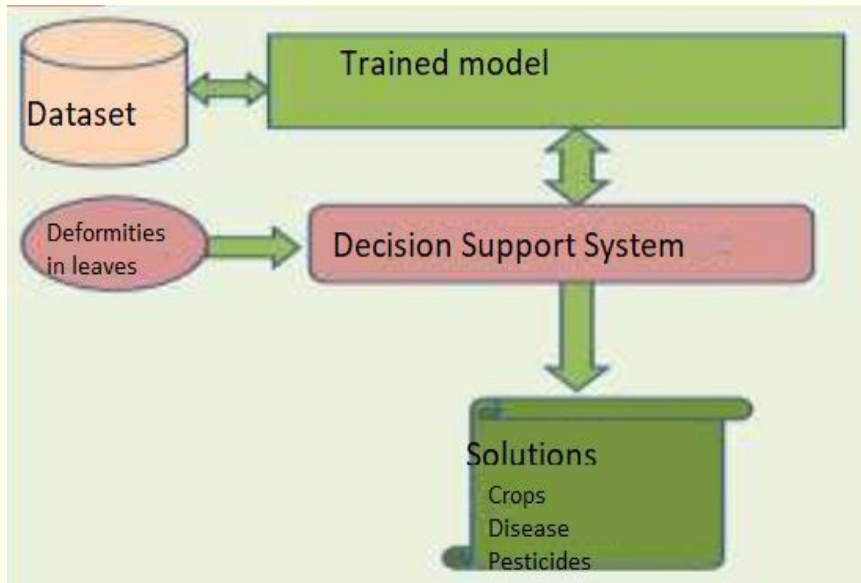 Trained model
Dataset
Deformities
in leaves
Decision Support System
Solutions
Crops
Disease
Pesticides